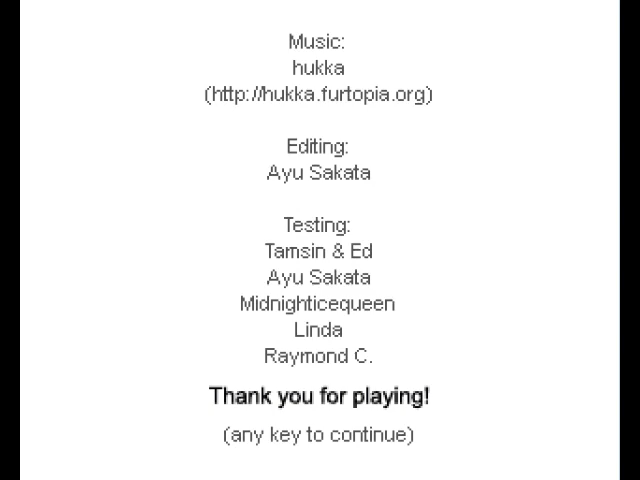 Music:
hukka
(http://hukka.furtopia.org)
Editing:
Ayu Sakata
Testing:
Tamsin & Ed
Ayu Sakata
Midnighticequeen
Linda
Raymond C.
Thank you for playing!
(any key to continue)